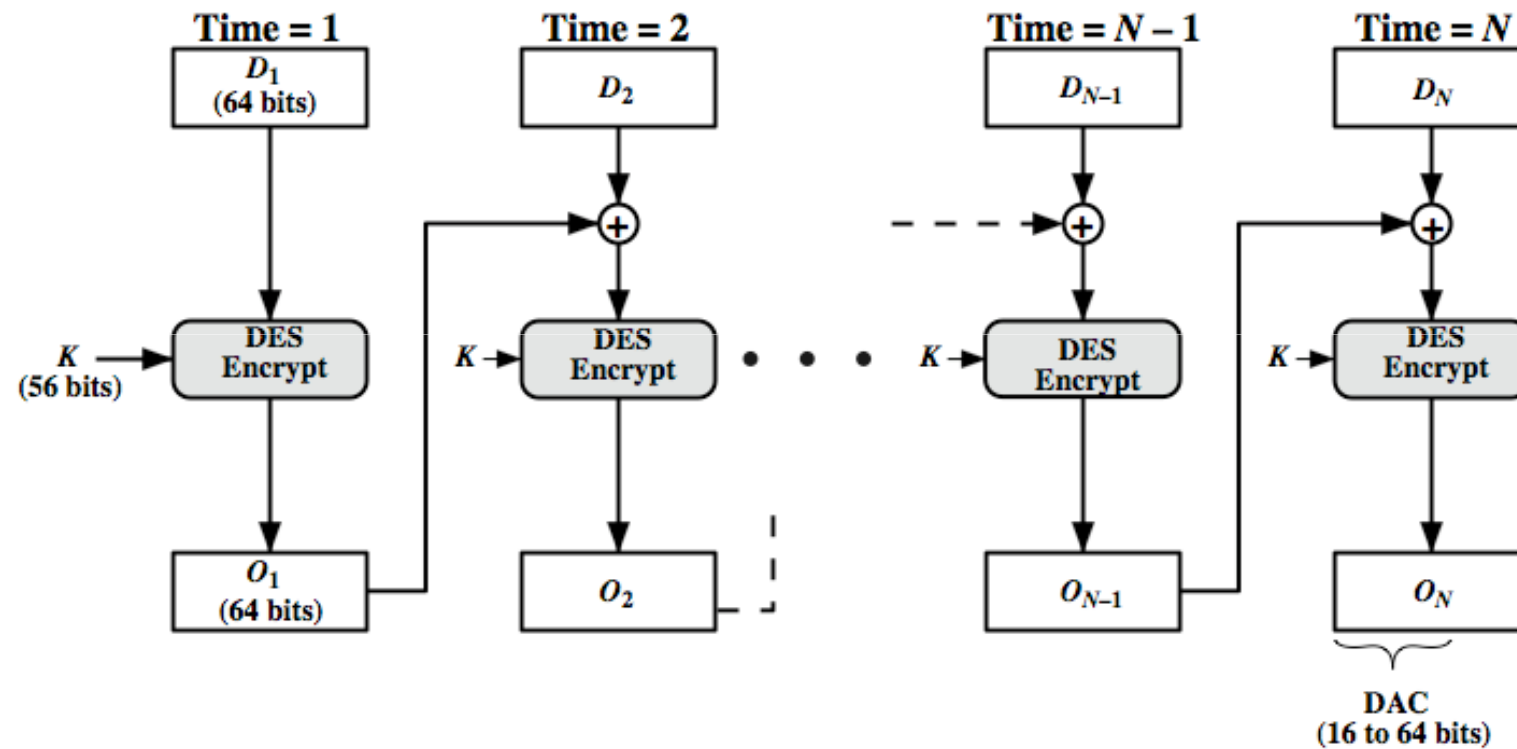 Time = 1 Time = 2 Time = N – 1 Time = N
D₁ D₂ Dₙ₋₁ Dₙ
(64 bits)
+ + +
DES DES DES DES
K Encrypt K Encrypt K Encrypt K Encrypt
(56 bits)
O₁ O₂ Oₙ₋₁ Oₙ
(64 bits)
DAC
(16 to 64 bits)